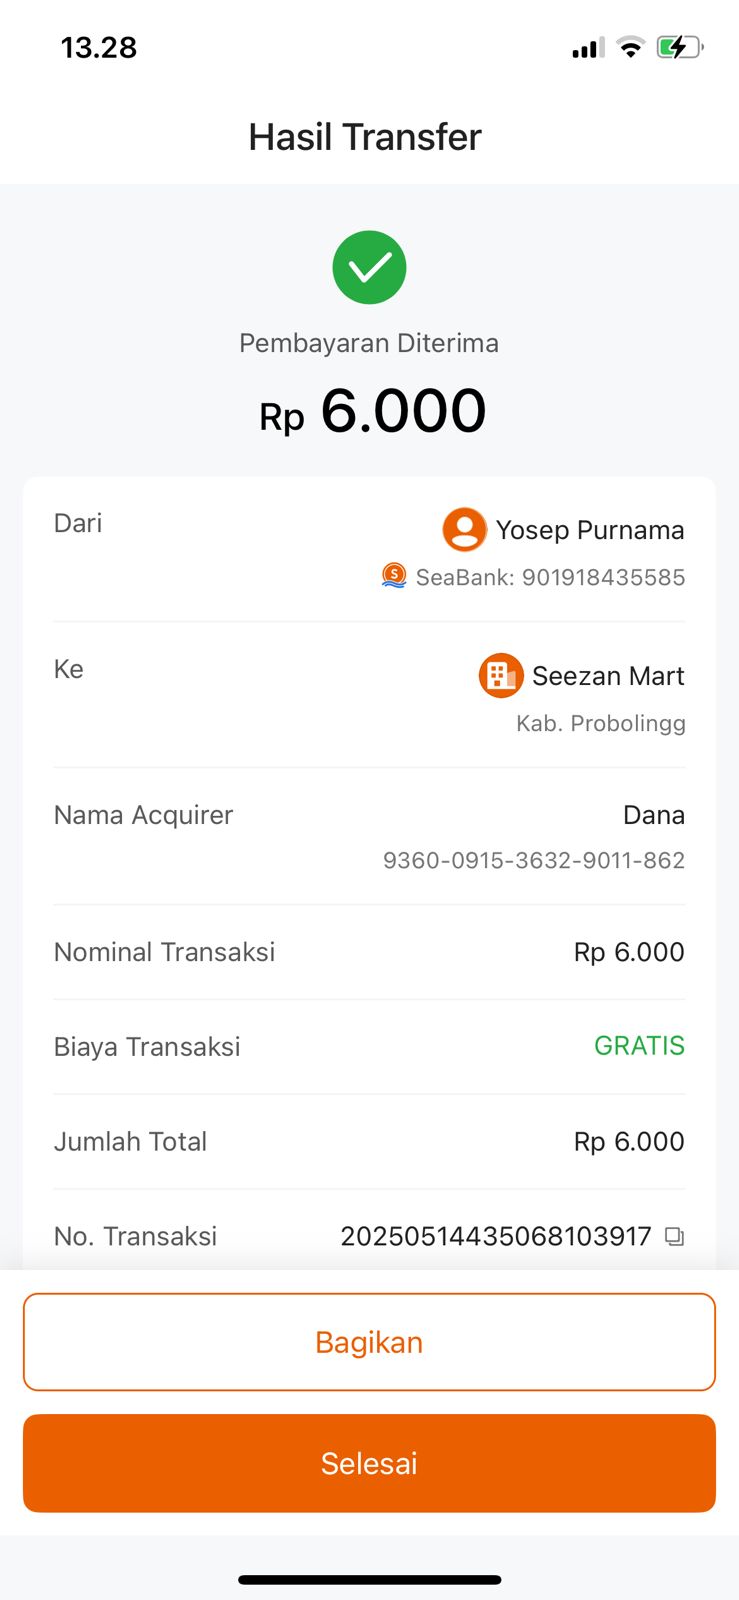 13.28
Hasil Transfer
Pembayaran Diterima
Rp 6.000
Dari
Yosep Purnama
SeaBank: 901918435585
Ke
Seezan Mart
Kab. Probolingg
Nama Acquirer
Dana
9360-0915-3632-9011-862
Nominal Transaksi
Rp 6.000
Biaya Transaksi
GRATIS
Jumlah Total
Rp 6.000
No. Transaksi
20250514435068103917
Bagikan
Selesai